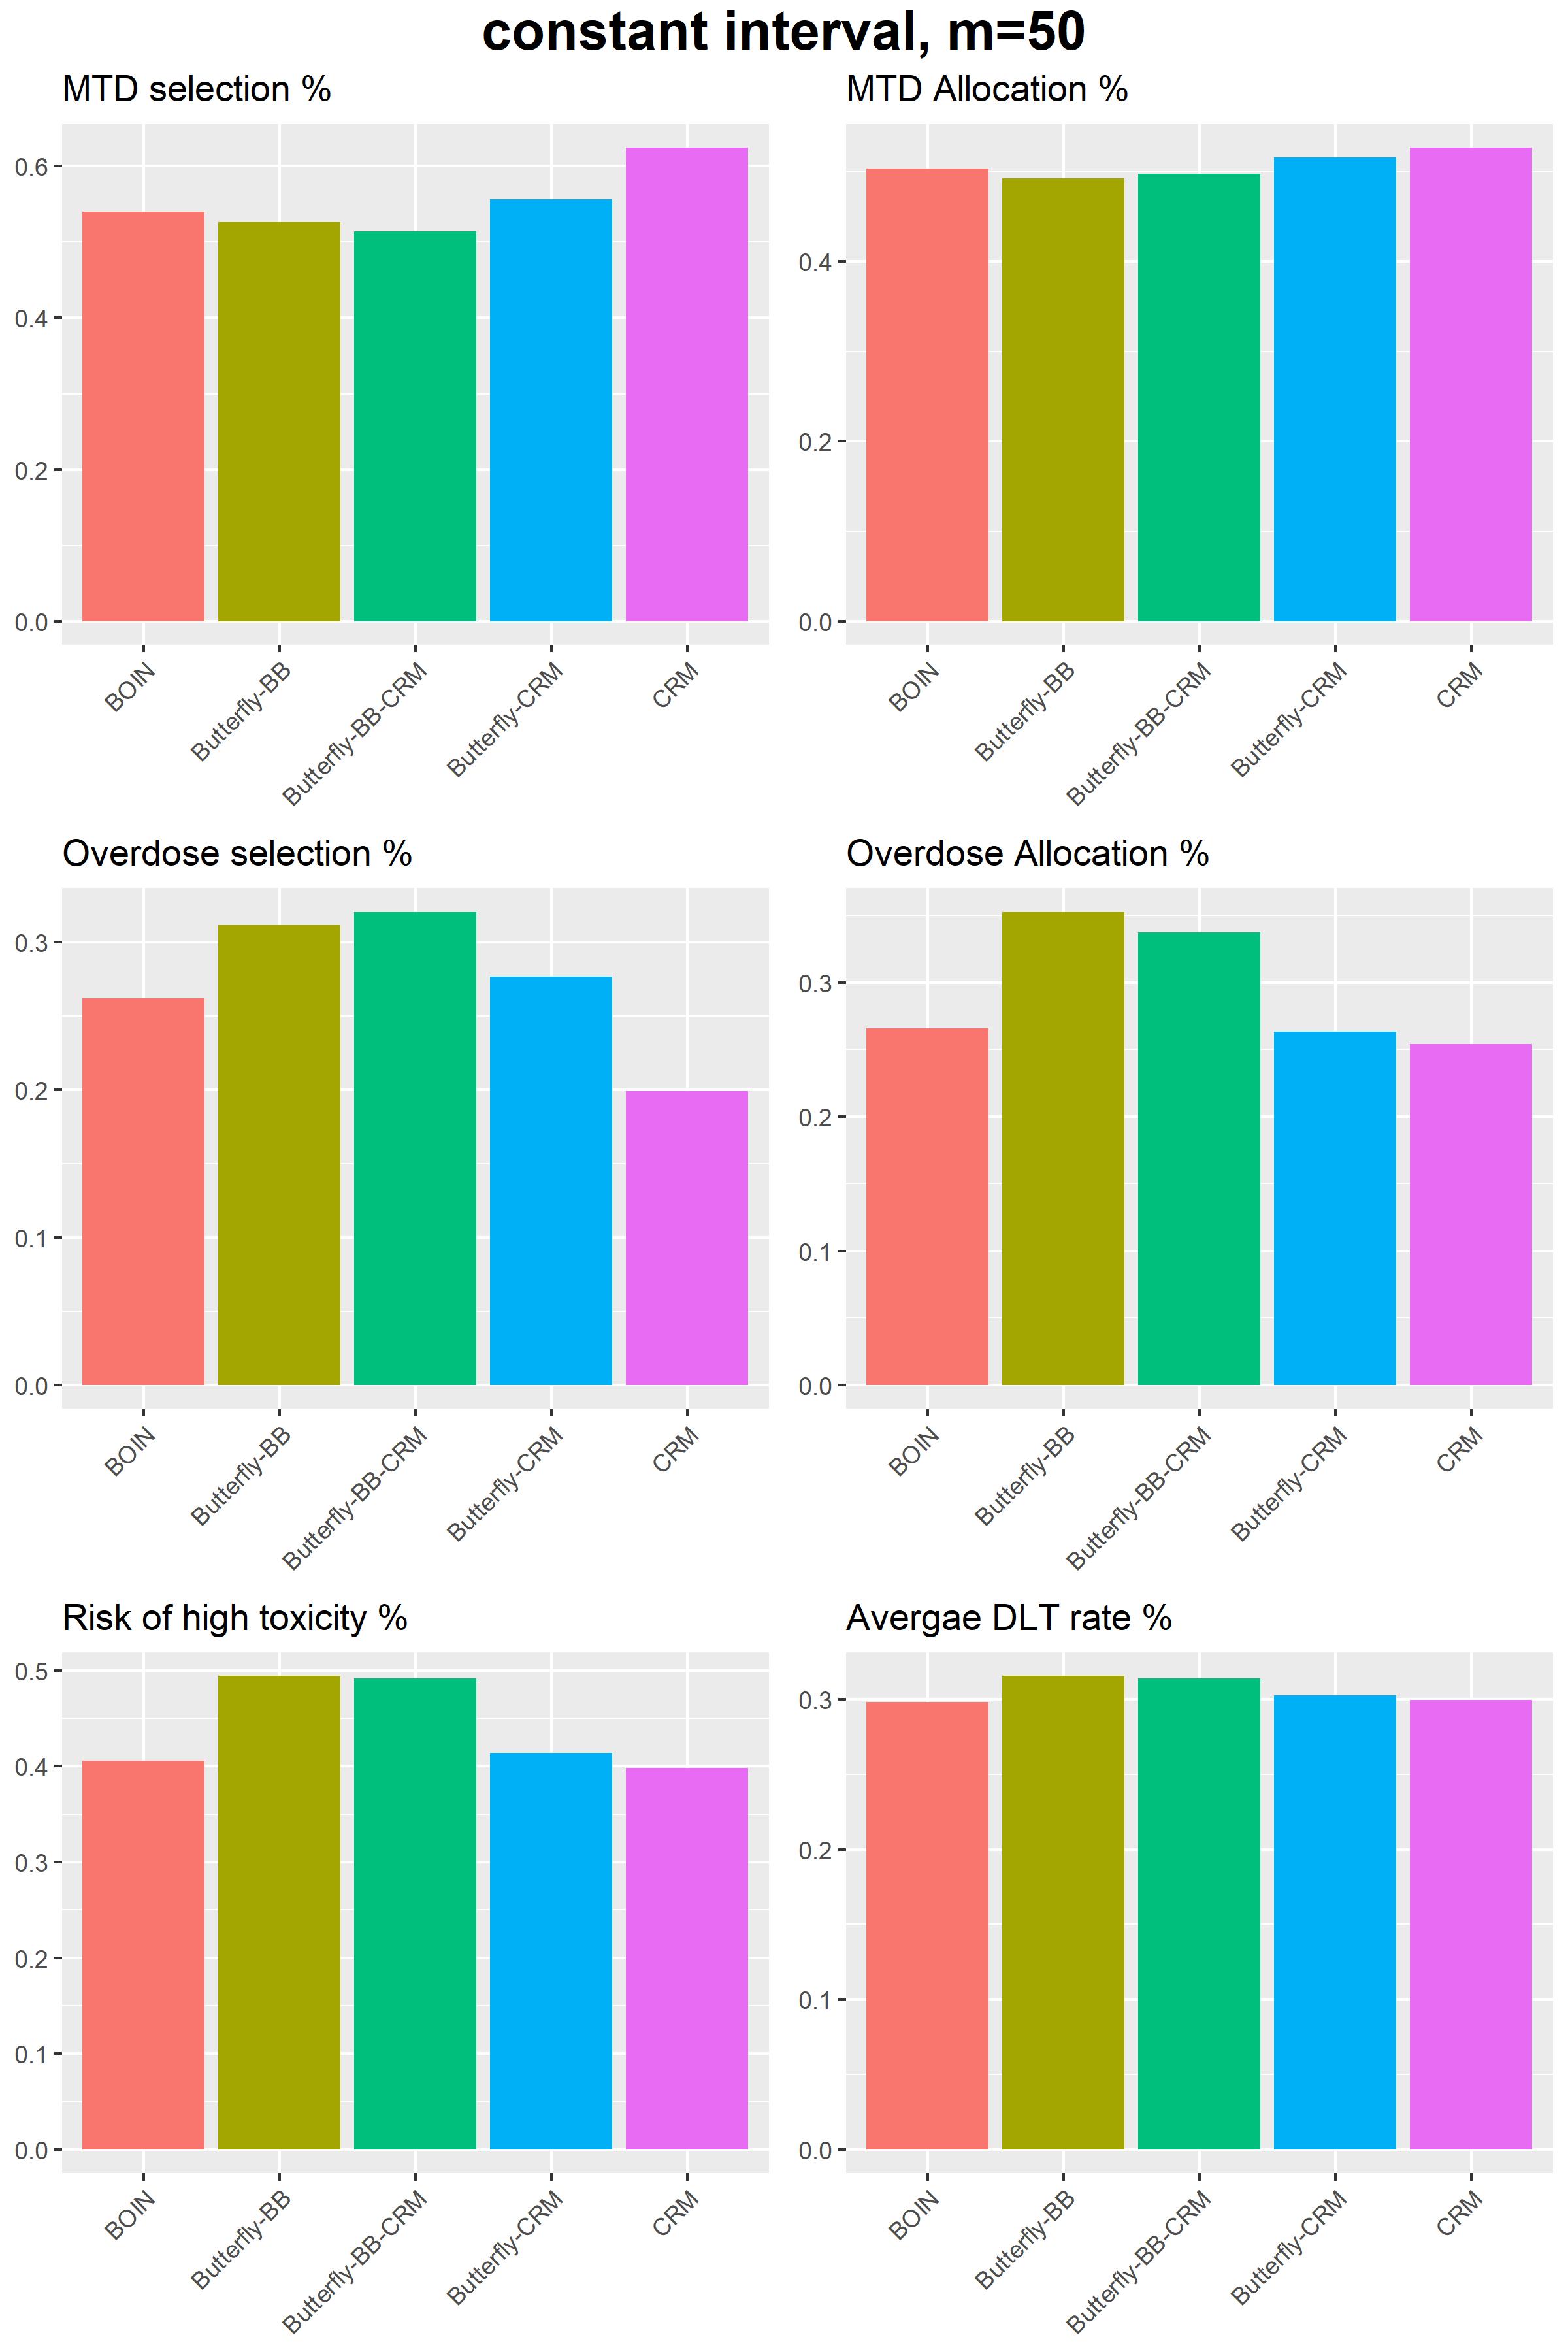 constant interval, m=50
MTD selection %
0.6
0.4
0.2
0.0
BOIN
Butterfly-BB
Butterfly-BB-CRM
Butterfly-CRM
CRM
MTD Allocation %
0.4
0.2
0.0
BOIN
Butterfly-BB
Butterfly-BB-CRM
Butterfly-CRM
CRM
Overdose selection %
0.3
0.2
0.1
0.0
BOIN
Butterfly-BB
Butterfly-BB-CRM
Butterfly-CRM
CRM
Overdose Allocation %
0.3
0.2
0.1
0.0
BOIN
Butterfly-BB
Butterfly-BB-CRM
Butterfly-CRM
CRM
Risk of high toxicity %
0.5
0.4
0.3
0.2
0.1
0.0
BOIN
Butterfly-BB
Butterfly-BB-CRM
Butterfly-CRM
CRM
Avergae DLT rate %
0.3
0.2
0.1
0.0
BOIN
Butterfly-BB
Butterfly-BB-CRM
Butterfly-CRM
CRM